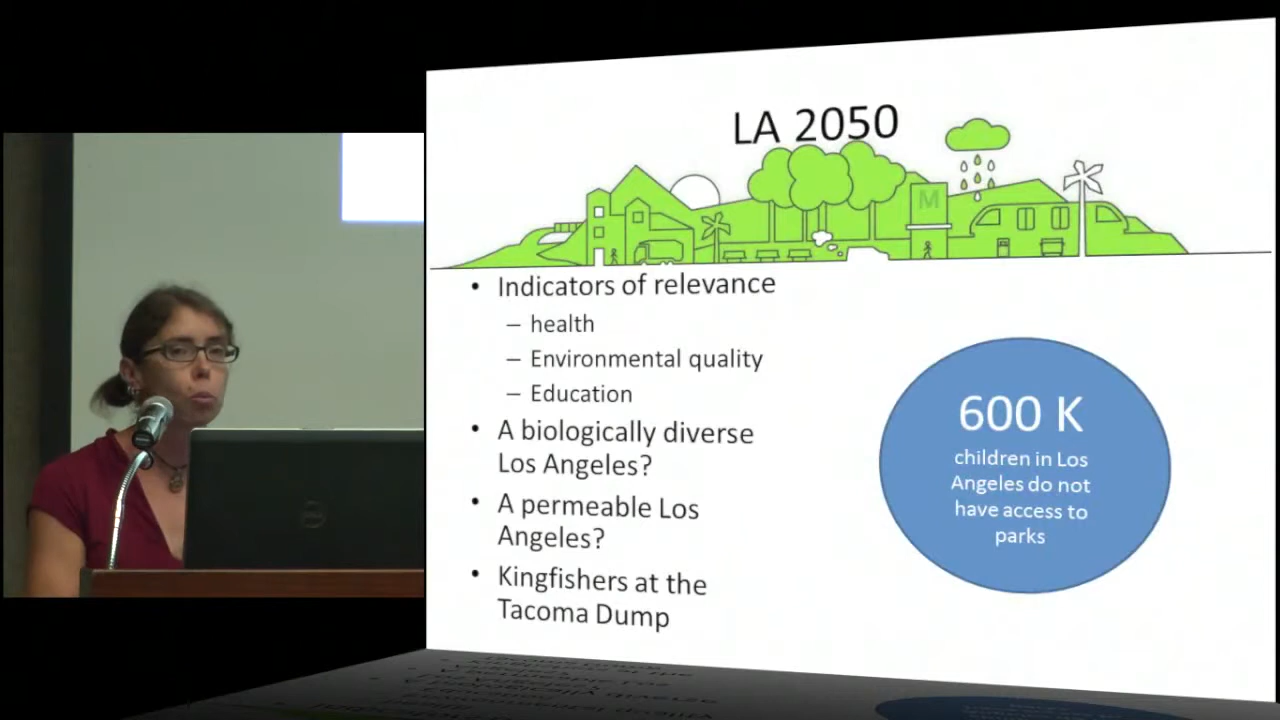 LA 2050
M
• Indicators of relevance
– health
– Environmental quality
– Education
• A biologically diverse
Los Angeles?
• A permeable Los
Angeles?
• Kingfishers at the
Tacoma Dump
600 K
children in Los
Angeles do not
have access to
parks
DELL